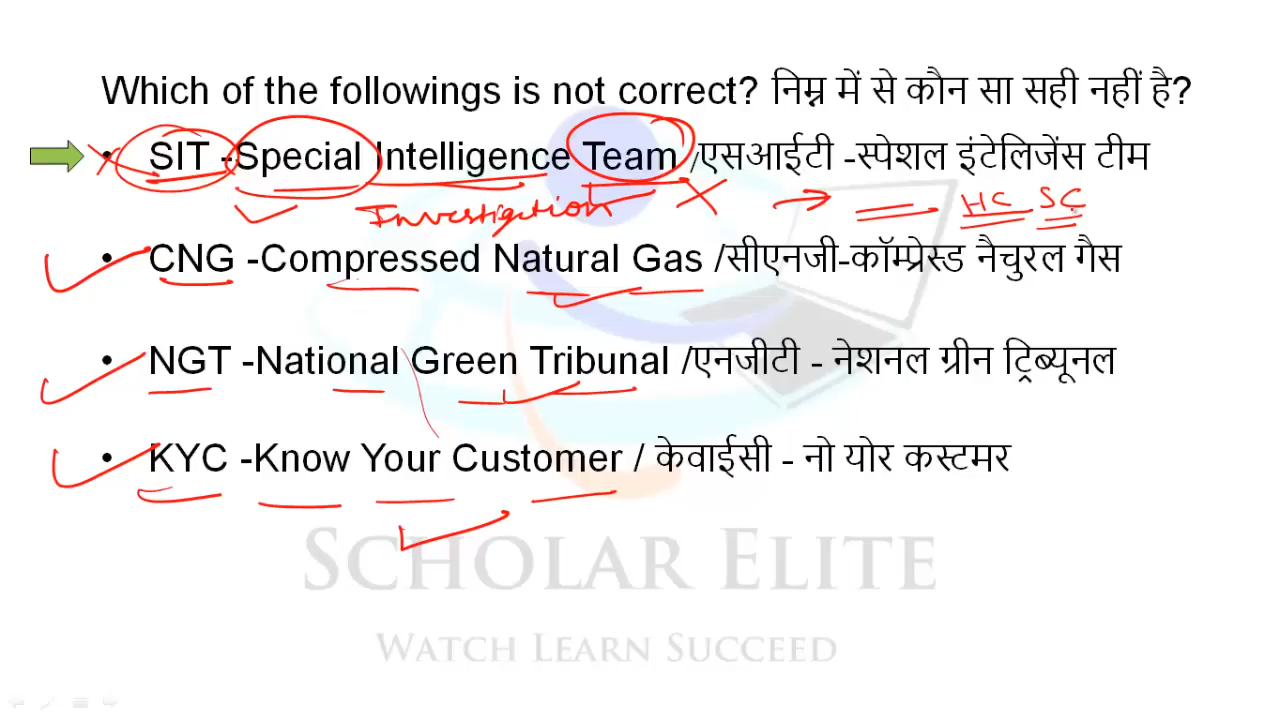 Which of the followings is not correct? निम्न में से कौन सा सही नहीं है?
• SIT -Special Intelligence Team /एसआईटी -स्पेशल इंटेलिजेंस टीम
Investigation HC SC
• CNG -Compressed Natural Gas /सीएनजी-कॉम्प्रेस्ड नैचुरल गैस
• NGT -National Green Tribunal /एनजीटी - नेशनल ग्रीन ट्रिब्यूनल
• KYC -Know Your Customer / केवाईसी - नो योर कस्टमर
SCHOLAR ELITE
WATCH LEARN SUCCEED